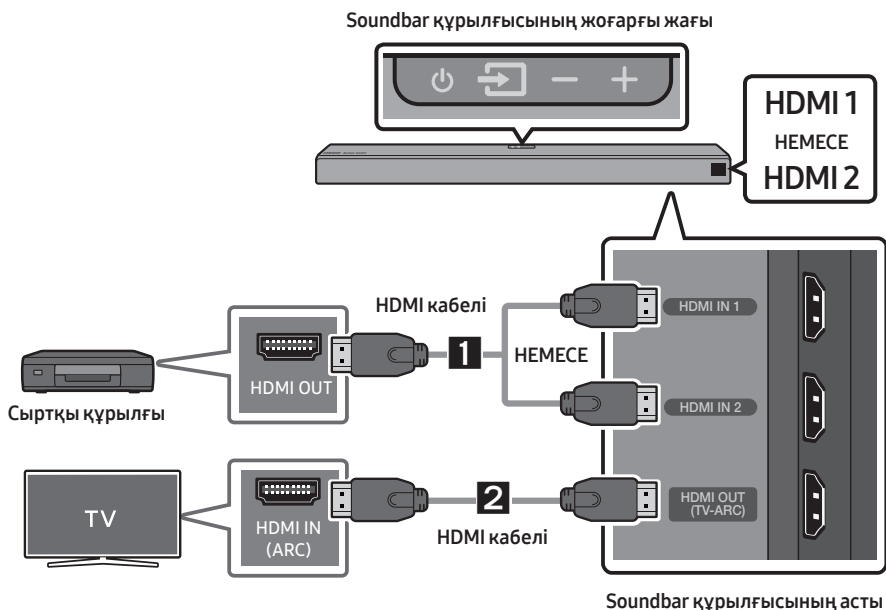 Soundbar құрылғысының жоғарғы жағы
HDMI 1
НЕМЕСЕ
HDMI 2
HDMI кабелі
HDMI IN 1
HDMI OUT
1
НЕМЕСЕ
HDMI IN 2
Сыртқы құрылғы
TV
HDMI IN
(ARC)
2
HDMI кабелі
HDMI OUT
(TV-ARC)
Soundbar құрылғысының асты